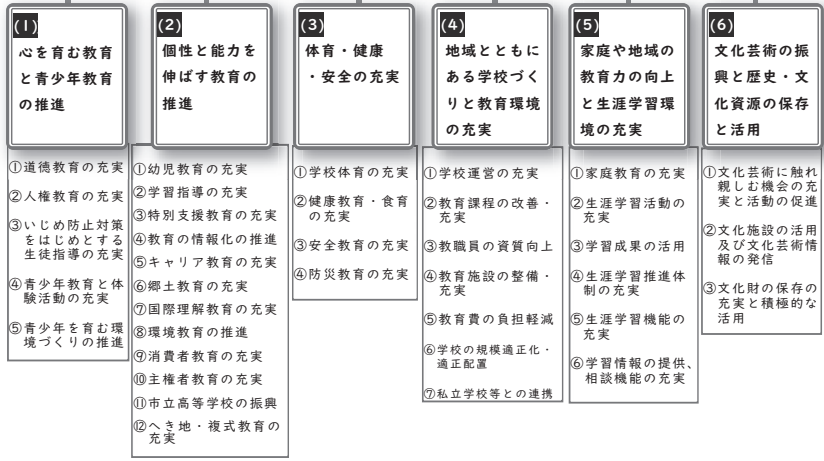 (1)
心を育む教育
と青少年教育
の推進
①道徳教育の充実
②人権教育の充実
③いじめ防止対策
をはじめとする
生徒指導の充実
④青少年教育と体
験活動の充実
⑤青少年を育む環
境づくりの推進
(2)
個性と能力を
伸ばす教育の
推進
①幼児教育の充実
②学習指導の充実
③特別支援教育の充実
④教育の情報化の推進
⑤キャリア教育の充実
⑥郷土教育の充実
⑦国際理解教育の充実
⑧環境教育の推進
⑨消費者教育の充実
⑩主権者教育の充実
⑪市立高等学校の振興
⑫へき地・複式教育の
充実
(3)
体育・健康
・安全の充実
①学校体育の充実
②健康教育・食育
の充実
③安全教育の充実
④防災教育の充実
(4)
地域とともに
ある学校づく
りと教育環境
の充実
①学校運営の充実
②教育課程の改善・
充実
③教職員の資質向上
④教育施設の整備・
充実
⑤教育費の負担軽減
⑥学校の規模適正化・
適正配置
⑦私立学校等との連携
(5)
家庭や地域の
教育力の向上
と生涯学習環
境の充実
①家庭教育の充実
②生涯学習活動の
充実
③学習成果の活用
④生涯学習推進体
制の充実
⑤生涯学習機能の
充実
⑥学習情報の提供、
相談機能の充実
(6)
文化芸術の振
興と歴史・文
化資源の保存
と活用
①文化芸術に触れ
親しむ機会の充
実と活動の促進
②文化施設の活用
及び文化芸術情
報の発信
③文化財の保存の
充実と積極的な
活用